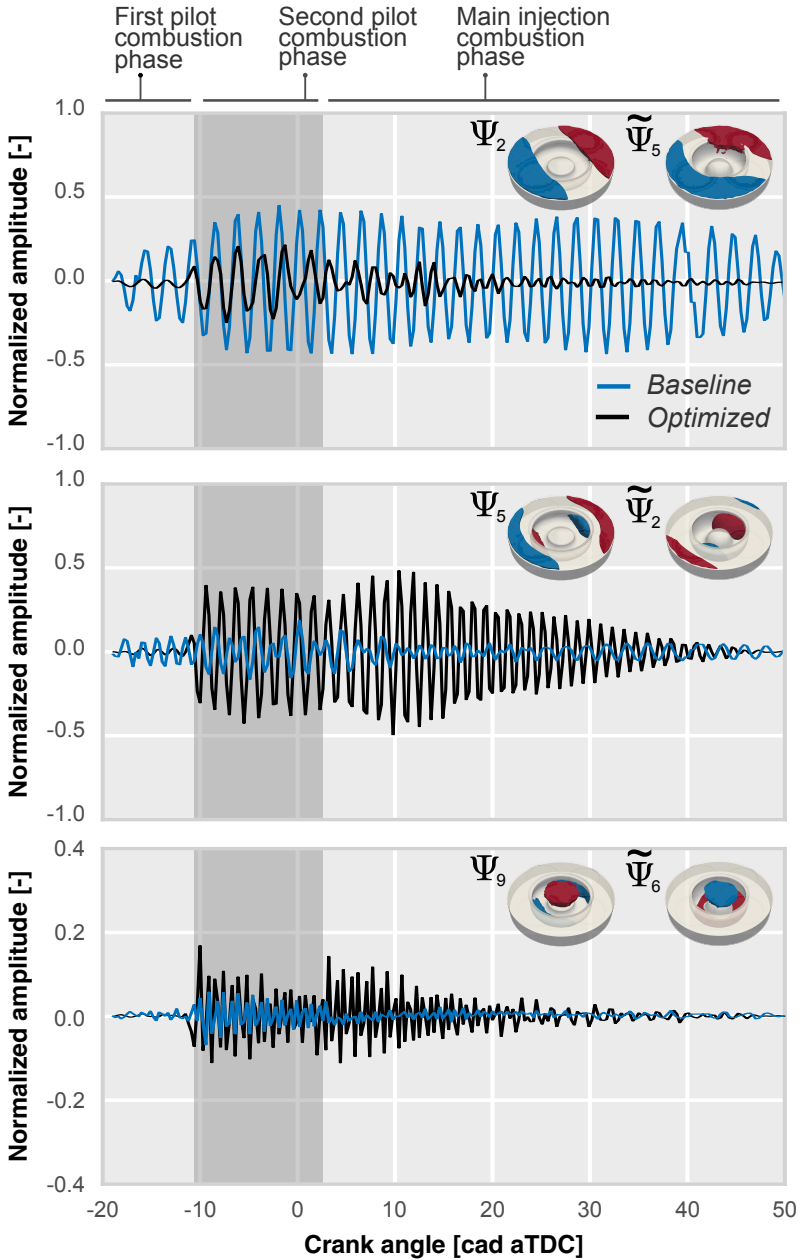 First pilot
combustion
phase
Second pilot
combustion
phase
Main injection
combustion
phase
Normalized amplitude [-]
1.0
0.5
0.0
-0.5
-1.0
Ψ2
Ψ̃5
Baseline
Optimized
Normalized amplitude [-]
1.0
0.5
0.0
-0.5
-1.0
Ψ5
Ψ̃2
Normalized amplitude [-]
0.4
0.2
0.0
-0.2
-0.4
Ψ9
Ψ̃6
-20 -10 0 10 20 30 40 50
Crank angle [cad aTDC]